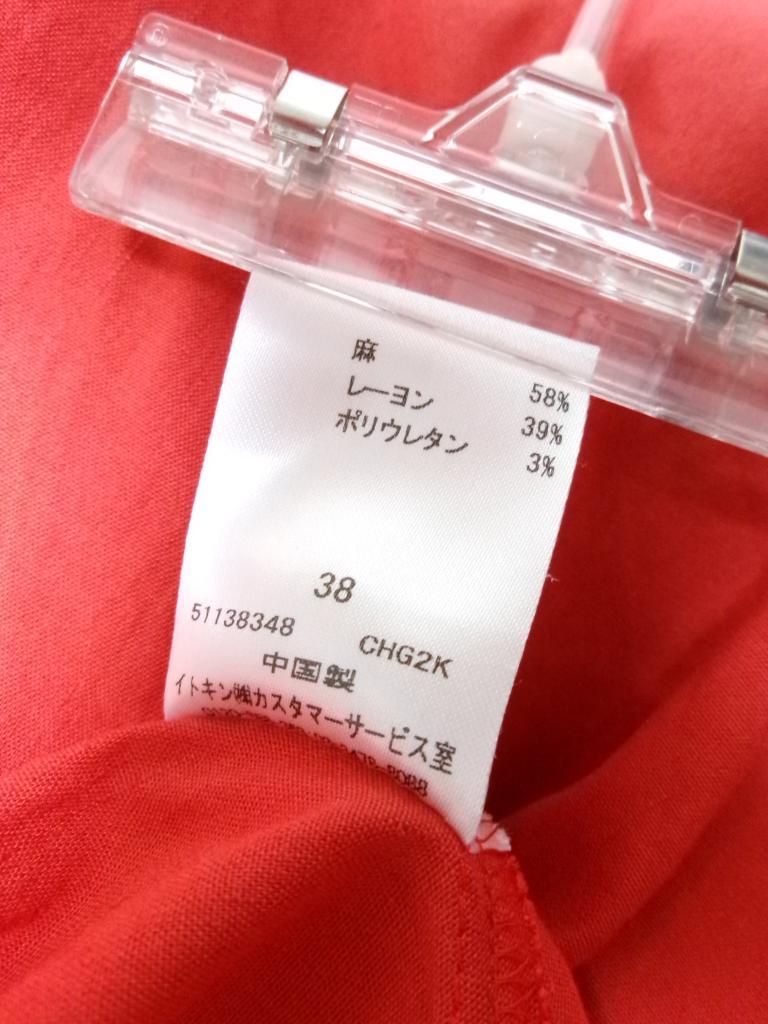 麻 58%
レーヨン 39%
ポリウレタン 3%
38
51138348 CHG2K
中国製
イトキン㈱カスタマーサービス室